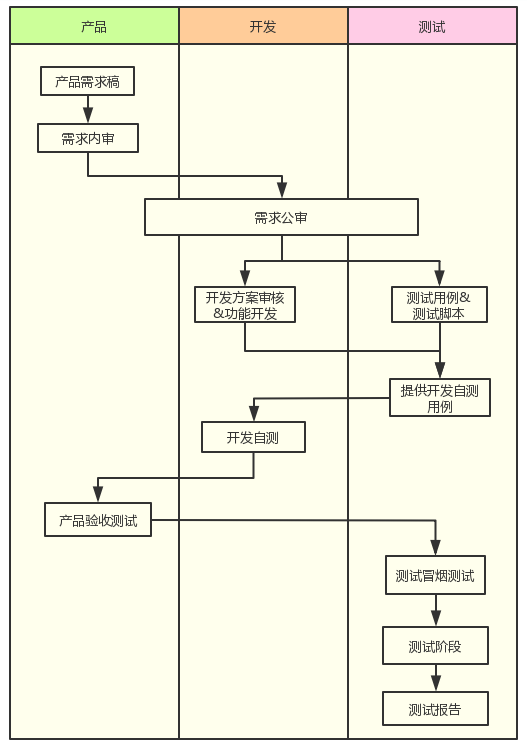 产品
开发
测试
产品需求稿
需求内审
需求公审
开发方案审核
&功能开发
测试用例&
测试脚本
提供开发自测
用例
开发自测
产品验收测试
测试冒烟测试
测试阶段
测试报告